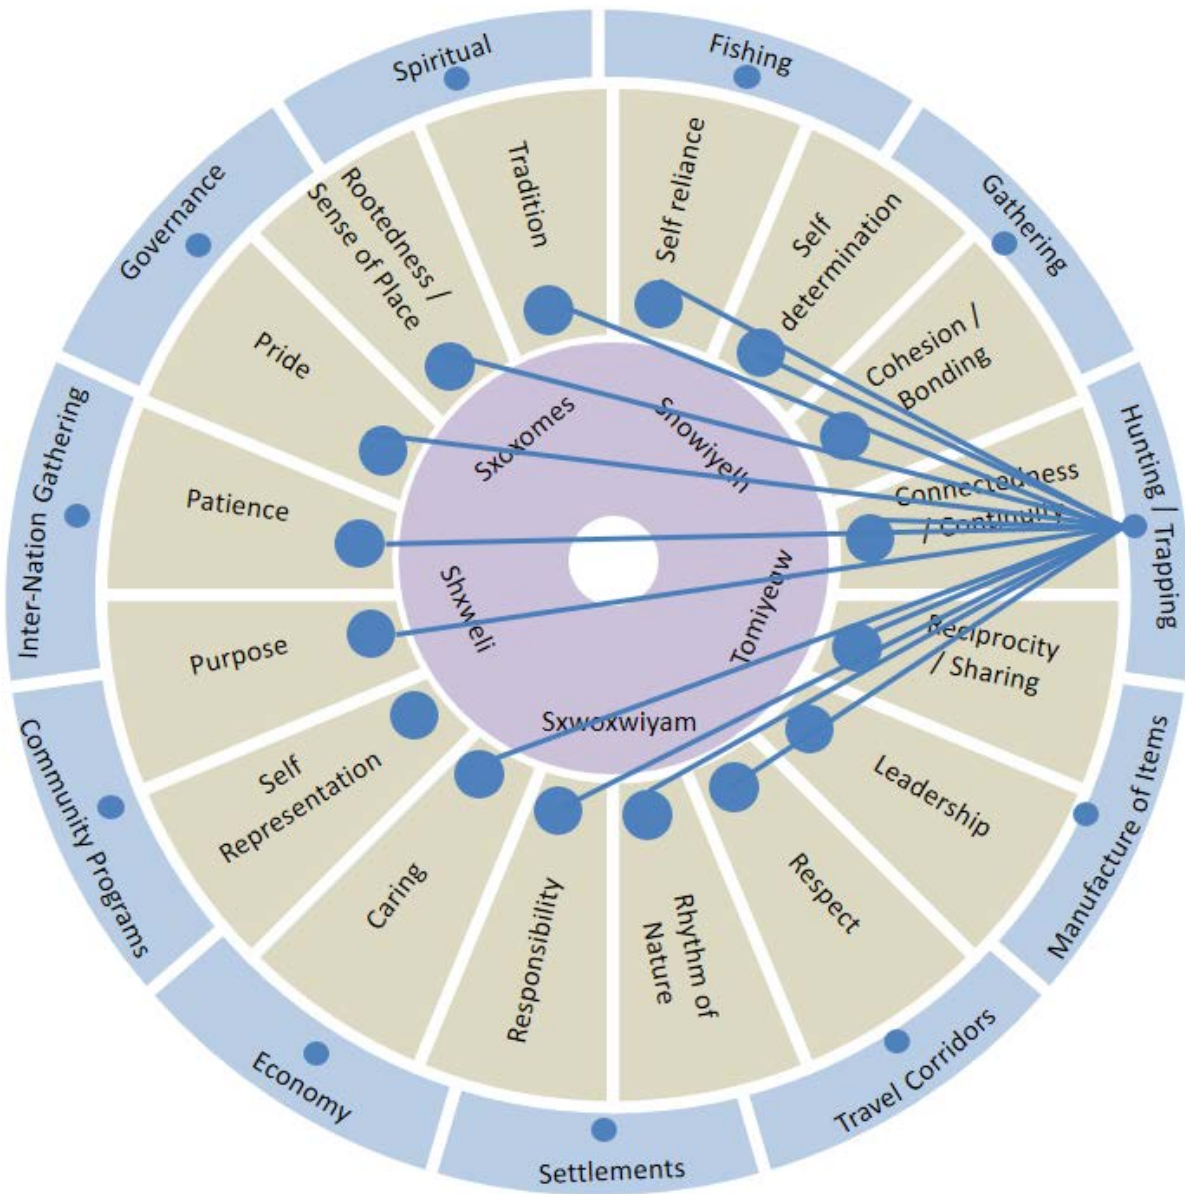 Spiritual
Fishing
Gathering
Hunting / Trapping
Manufacture of Items
Travel Corridors
Settlements
Economy
Community Programs
Inter-Nation Gathering
Governance
Tradition
Self reliance
Self
determination
Cohesion /
Bonding
Connectedness
/ Continuity
Reciprocity
/ Sharing
Leadership
Respect
Rhythm of
Nature
Responsibility
Caring
Self
Representation
Purpose
Patience
Pride
Rootedness /
Sense of Place
Sxoxomes
Snowiyelh
Tomiyeaw
Sxwoxwiyam
Shxweli